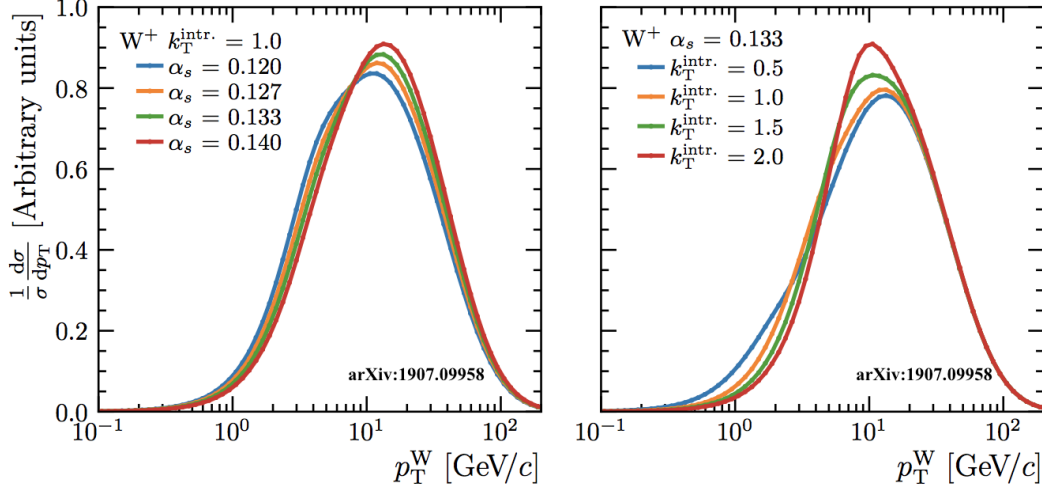 1/σ dσ/dp_T [Arbitrary units]
1.0
0.8
0.6
0.4
0.2
0.0
W⁺ k_T^intr. = 1.0
α_s = 0.120
α_s = 0.127
α_s = 0.133
α_s = 0.140
arXiv:1907.09958
10⁻¹ 10⁰ 10¹ 10²
p_T^W [GeV/c]
W⁺ α_s = 0.133
k_T^intr. = 0.5
k_T^intr. = 1.0
k_T^intr. = 1.5
k_T^intr. = 2.0
arXiv:1907.09958
10⁻¹ 10⁰ 10¹ 10²
p_T^W [GeV/c]